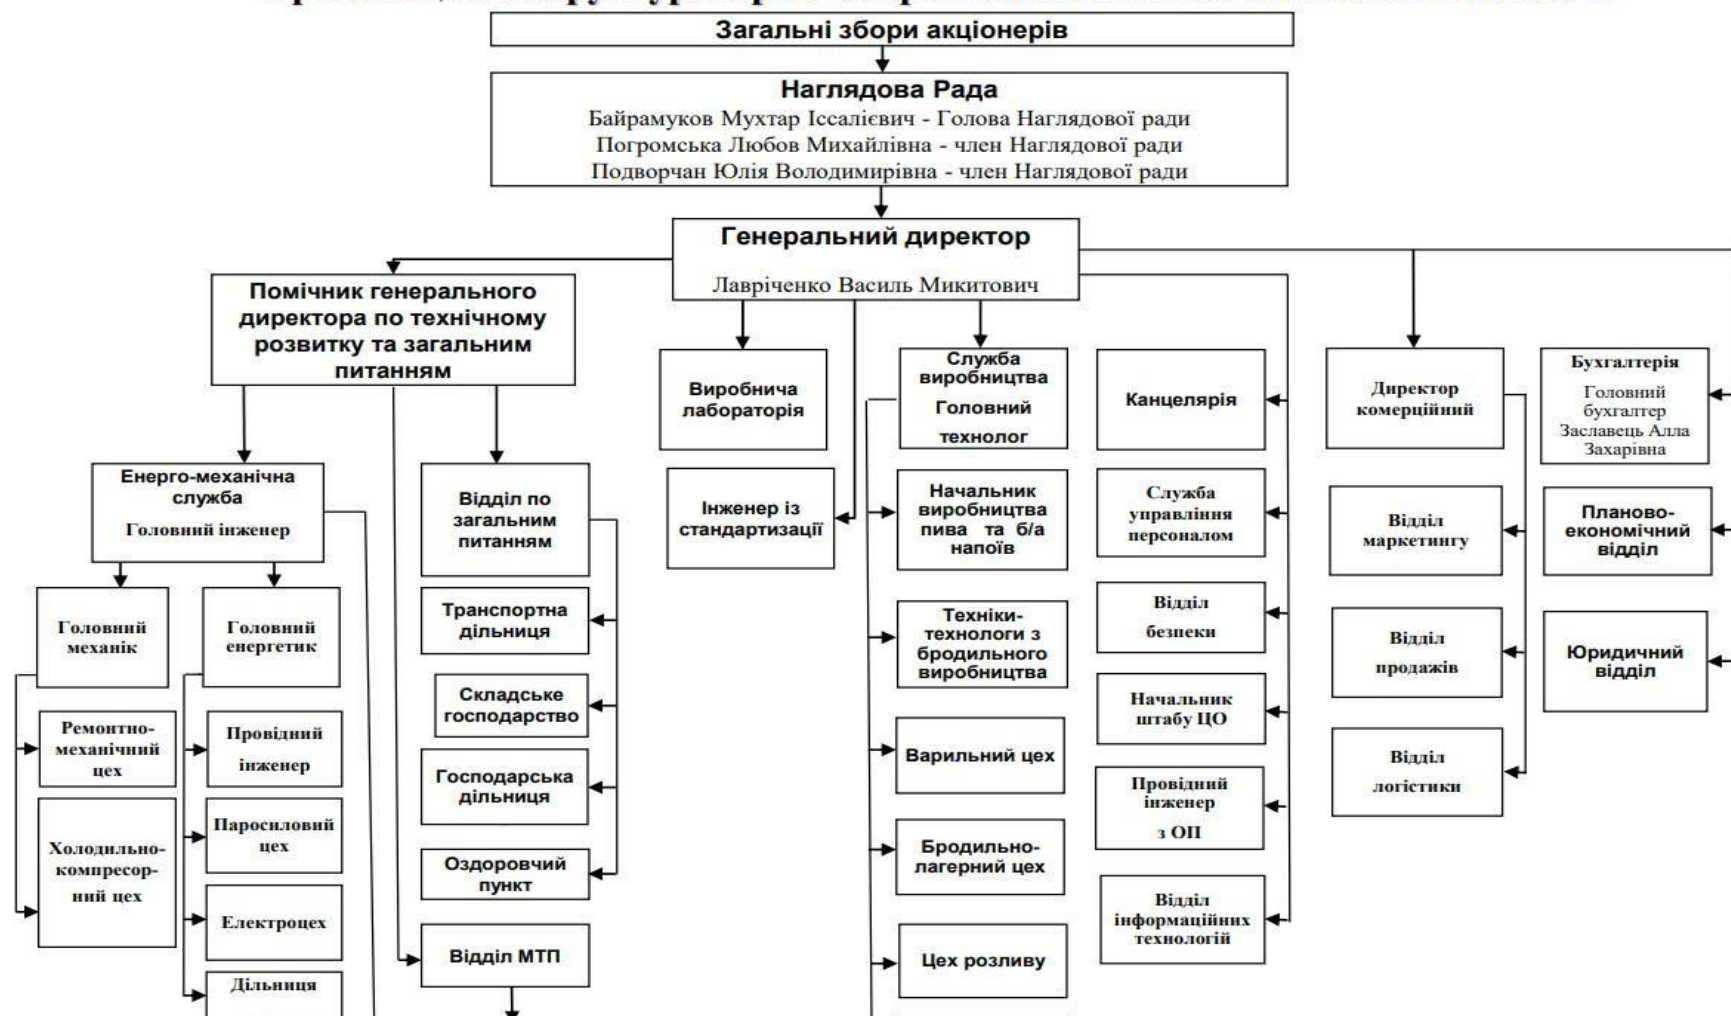 Загальні збори акціонерів
Наглядова Рада
Байрамуков Мухтар Іссалієвич - Голова Наглядової ради
Погромська Любов Михайлівна - член Наглядової ради
Подворчан Юлія Володимирівна - член Наглядової ради
Генеральний директор
Лавріченко Василь Микитович
Помічник генерального
директора по технічному
розвитку та загальним
питанням
Енерго-механічна
служба
Головний інженер
Головний
механік
Ремонтно-
механічний
цех
Холодильно-
компресор-
ний цех
Головний
енергетик
Провідний
інженер
Паросиловий
цех
Електроцех
Дільниця
Відділ по
загальним
питанням
Транспортна
дільниця
Складське
господарство
Господарська
дільниця
Оздоровчий
пункт
Відділ МТП
Виробнича
лабораторія
Інженер із
стандартизації
Служба
виробництва
Головний
технолог
Начальник
виробництва
пива та б/а
напоїв
Техніки-
технологи з
бродильного
виробництва
Варильний цех
Бродильно-
лагерний цех
Цех розливу
Канцелярія
Служба
управління
персоналом
Відділ
безпеки
Начальник
штабу ЦО
Провідний
інженер
з ОП
Відділ
інформаційних
технологій
Директор
комерційний
Відділ
маркетингу
Відділ
продажів
Відділ
логістики
Бухгалтерія
Головний
бухгалтер
Заславець Алла
Захарівна
Планово-
економічний
відділ
Юридичний
відділ